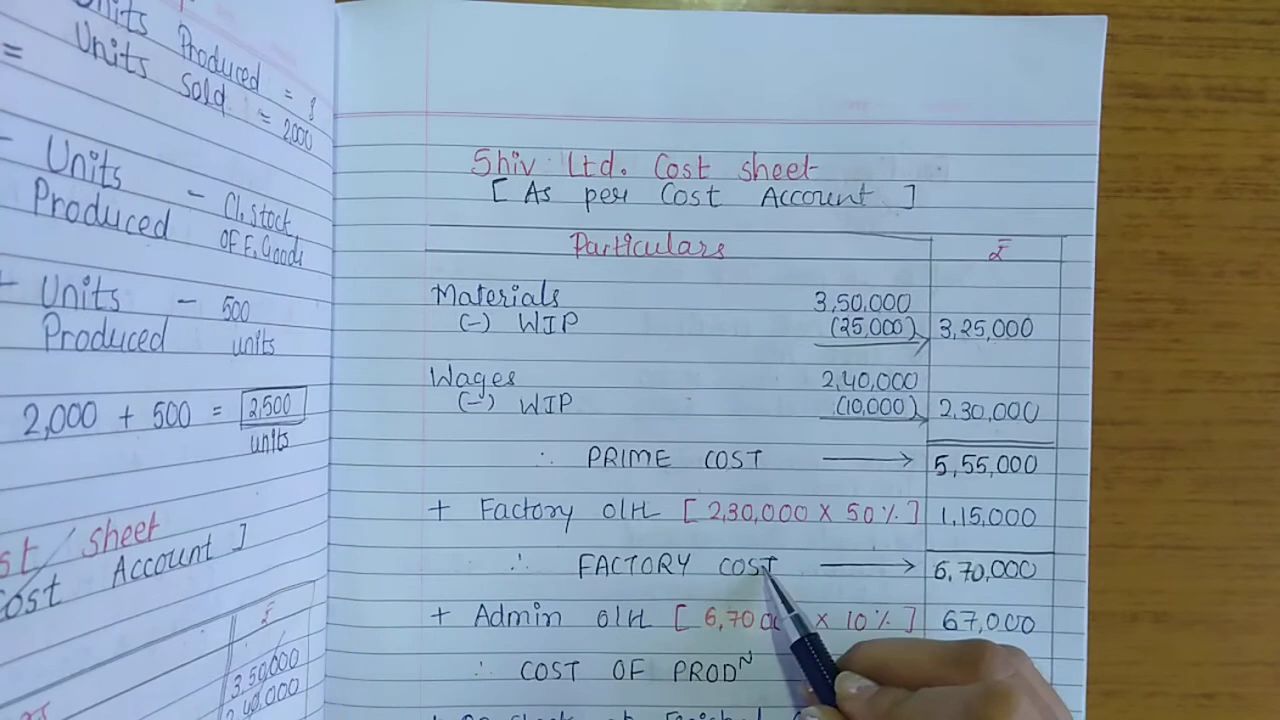 Units Produced = ?
= Units Sold = 2,000
- Units Produced - Cl. stock OF F. Goods
- Units Produced - 500 units
2,000 + 500 = 2,500 units
sheet
Cost Account ]
₹
3,50,000
2,40,000
Shiv Ltd. Cost sheet
[ As per Cost Account ]
Particulars ₹
Materials 3,50,000
(-) WIP (25,000) 3,25,000
Wages 2,40,000
(-) WIP (10,000) 2,30,000
∴ PRIME COST → 5,55,000
+ Factory o/H [ 2,30,000 x 50% ] 1,15,000
∴ FACTORY COST → 6,70,000
+ Admin o/H [ 6,70 x 10% ] 67,000
∴ COST OF PRODN